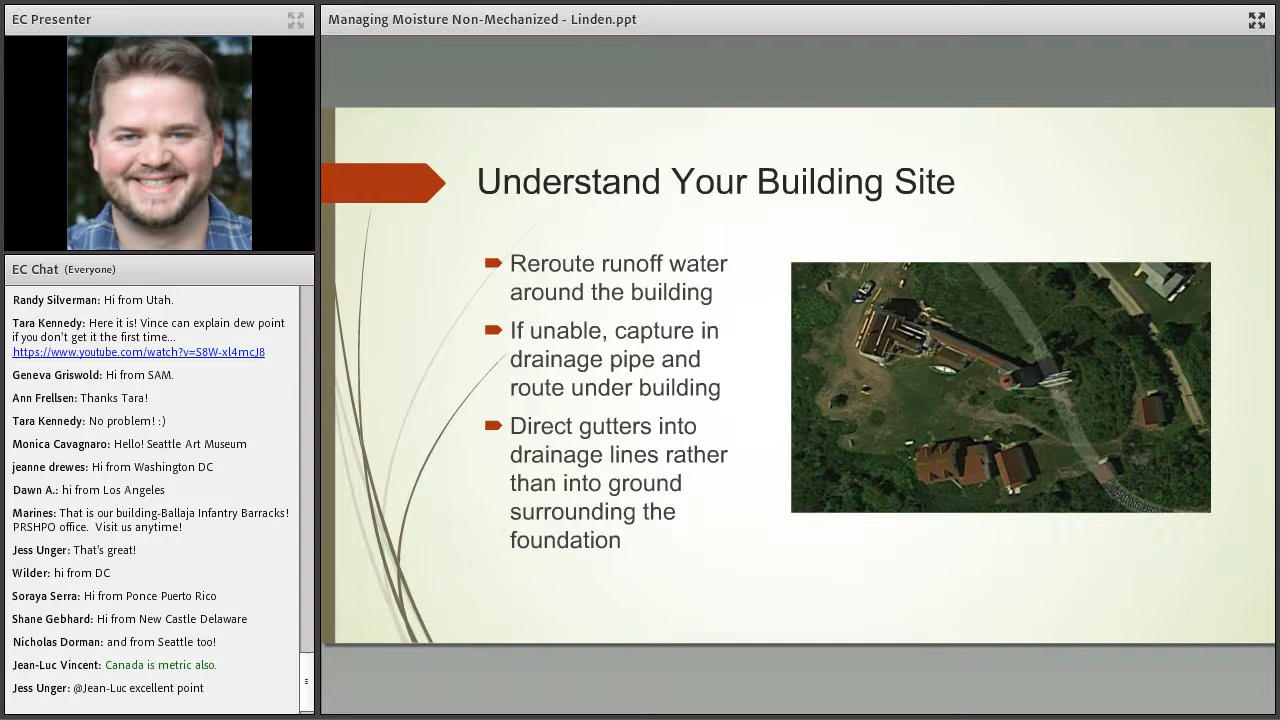 EC Presenter
Managing Moisture Non-Mechanized - Linden.ppt
EC Chat (Everyone)
Randy Silverman: Hi from Utah.
Tara Kennedy: Here it is! Vince can explain dew point
if you don't get it the first time...
https://www.youtube.com/watch?v=S8W-xl4mcJ8
Geneva Griswold: Hi from SAM.
Ann Frellsen: Thanks Tara!
Tara Kennedy: No problem! :)
Monica Cavagnaro: Hello! Seattle Art Museum
jeanne drewes: Hi from Washington DC
Dawn A.: hi from Los Angeles
Marines: That is our building-Ballaja Infantry Barracks!
PRSHPO office. Visit us anytime!
Jess Unger: That's great!
Wilder: hi from DC
Soraya Serra: Hi from Ponce Puerto Rico
Shane Gebhard: Hi from New Castle Delaware
Nicholas Dorman: and from Seattle too!
Jean-Luc Vincent: Canada is metric also.
Jess Unger: @Jean-Luc excellent point
Understand Your Building Site
Reroute runoff water
around the building
If unable, capture in
drainage pipe and
route under building
Direct gutters into
drainage lines rather
than into ground
surrounding the
foundation